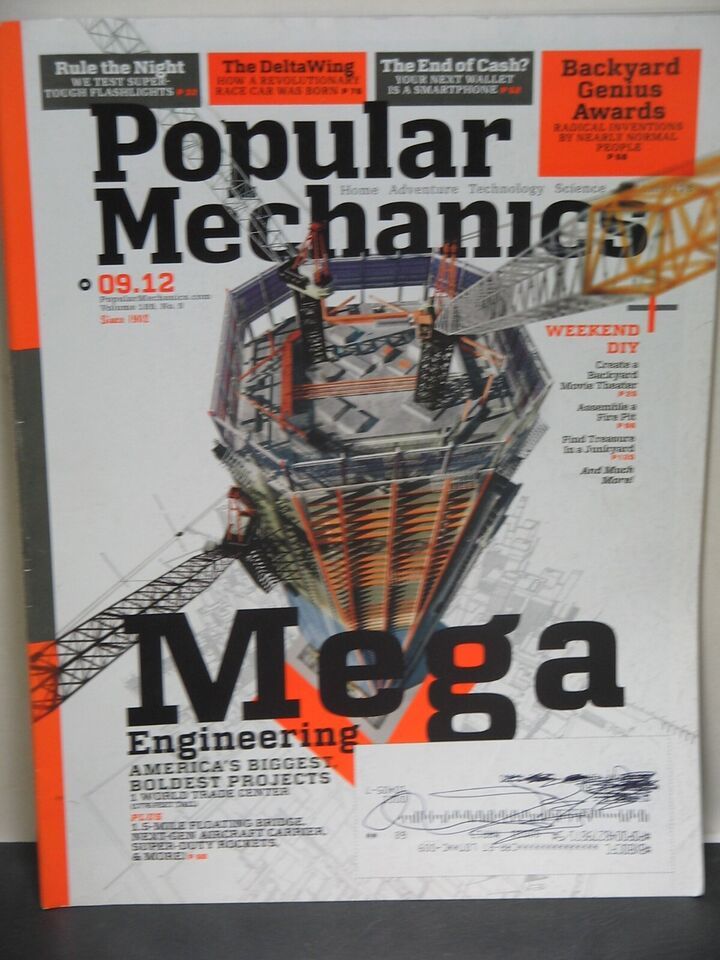 Rule the Night
WE TEST SUPER-
TOUGH FLASHLIGHTS
The DeltaWing
HOW A REVOLUTIONARY
RACE CAR WAS BORN P 76
The End of Cash?
YOUR NEXT WALLET
IS A SMARTPHONE
Backyard
Genius
Awards
RADICAL INVENTIONS
BY NEARLY NORMAL
PEOPLE
Popular
Mechanics
Home Adventure Technology Science
09.12
PopularMechanics.com
Since 1902
WEEKEND
DIY
Create a
Backyard
Movie Theater
Assemble a
Fire Pit
Find Treasure
In a Junkyard
And Much
More!
Mega
Engineering
AMERICA'S BIGGEST,
BOLDEST PROJECTS
1 WORLD TRADE CENTER
PLUS
1.5-MILE FLOATING BRIDGE,
NEXT-GEN AIRCRAFT CARRIER,
SUPER-DUTY ROCKETS,
& MORE!